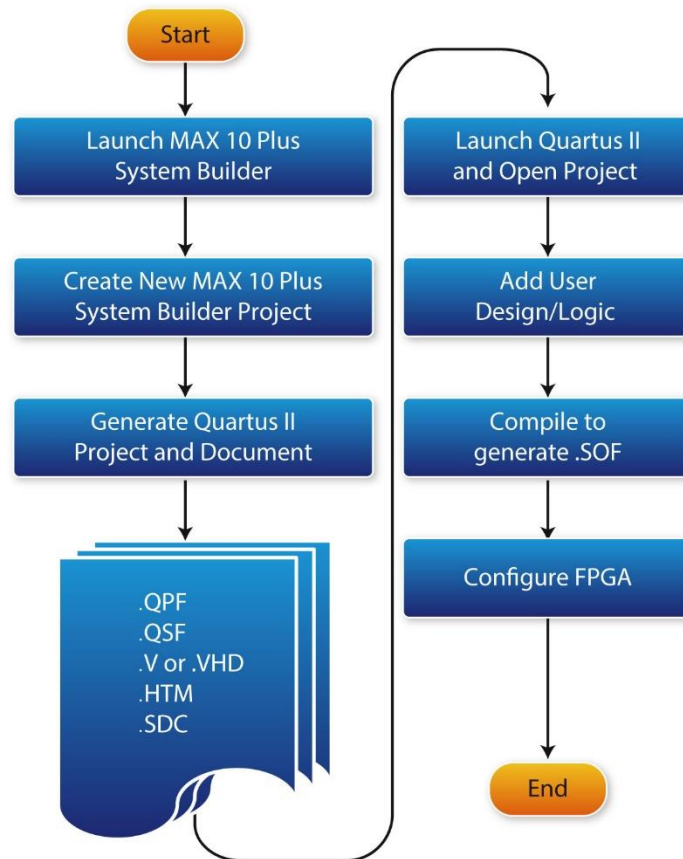 Start
Launch MAX 10 Plus
System Builder
Create New MAX 10 Plus
System Builder Project
Generate Quartus II
Project and Document
.QPF
.QSF
.V or .VHD
.HTM
.SDC
Launch Quartus II
and Open Project
Add User
Design/Logic
Compile to
generate .SOF
Configure FPGA
End